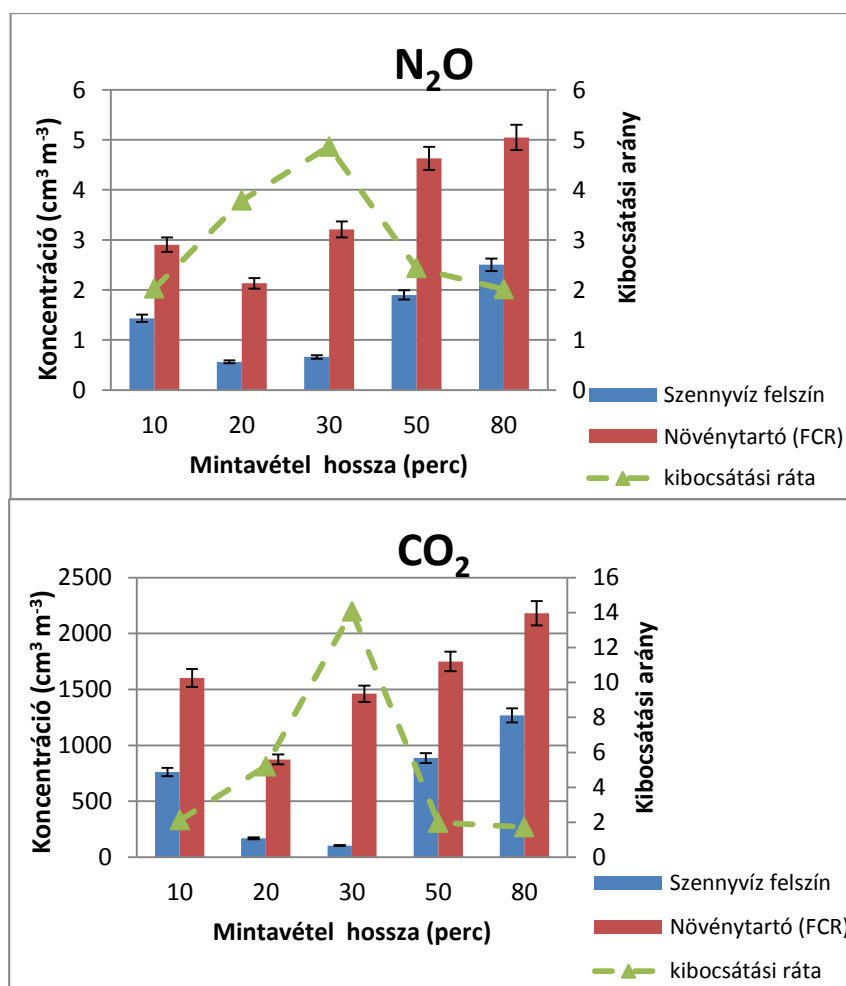 N₂O
Koncentráció (cm³ m⁻³)
6
5
4
3
2
1
0
6
5
4
3
2
1
0
Kibocsátási arány
10 20 30 50 80
Mintavétel hossza (perc)
Szennyvíz felszín
Növénytartó (FCR)
kibocsátási ráta
CO₂
Koncentráció (cm³ m⁻³)
2500
2000
1500
1000
500
0
16
14
12
10
8
6
4
2
0
Kibocsátási arány
10 20 30 50 80
Mintavétel hossza (perc)
Szennyvíz felszín
Növénytartó (FCR)
kibocsátási ráta